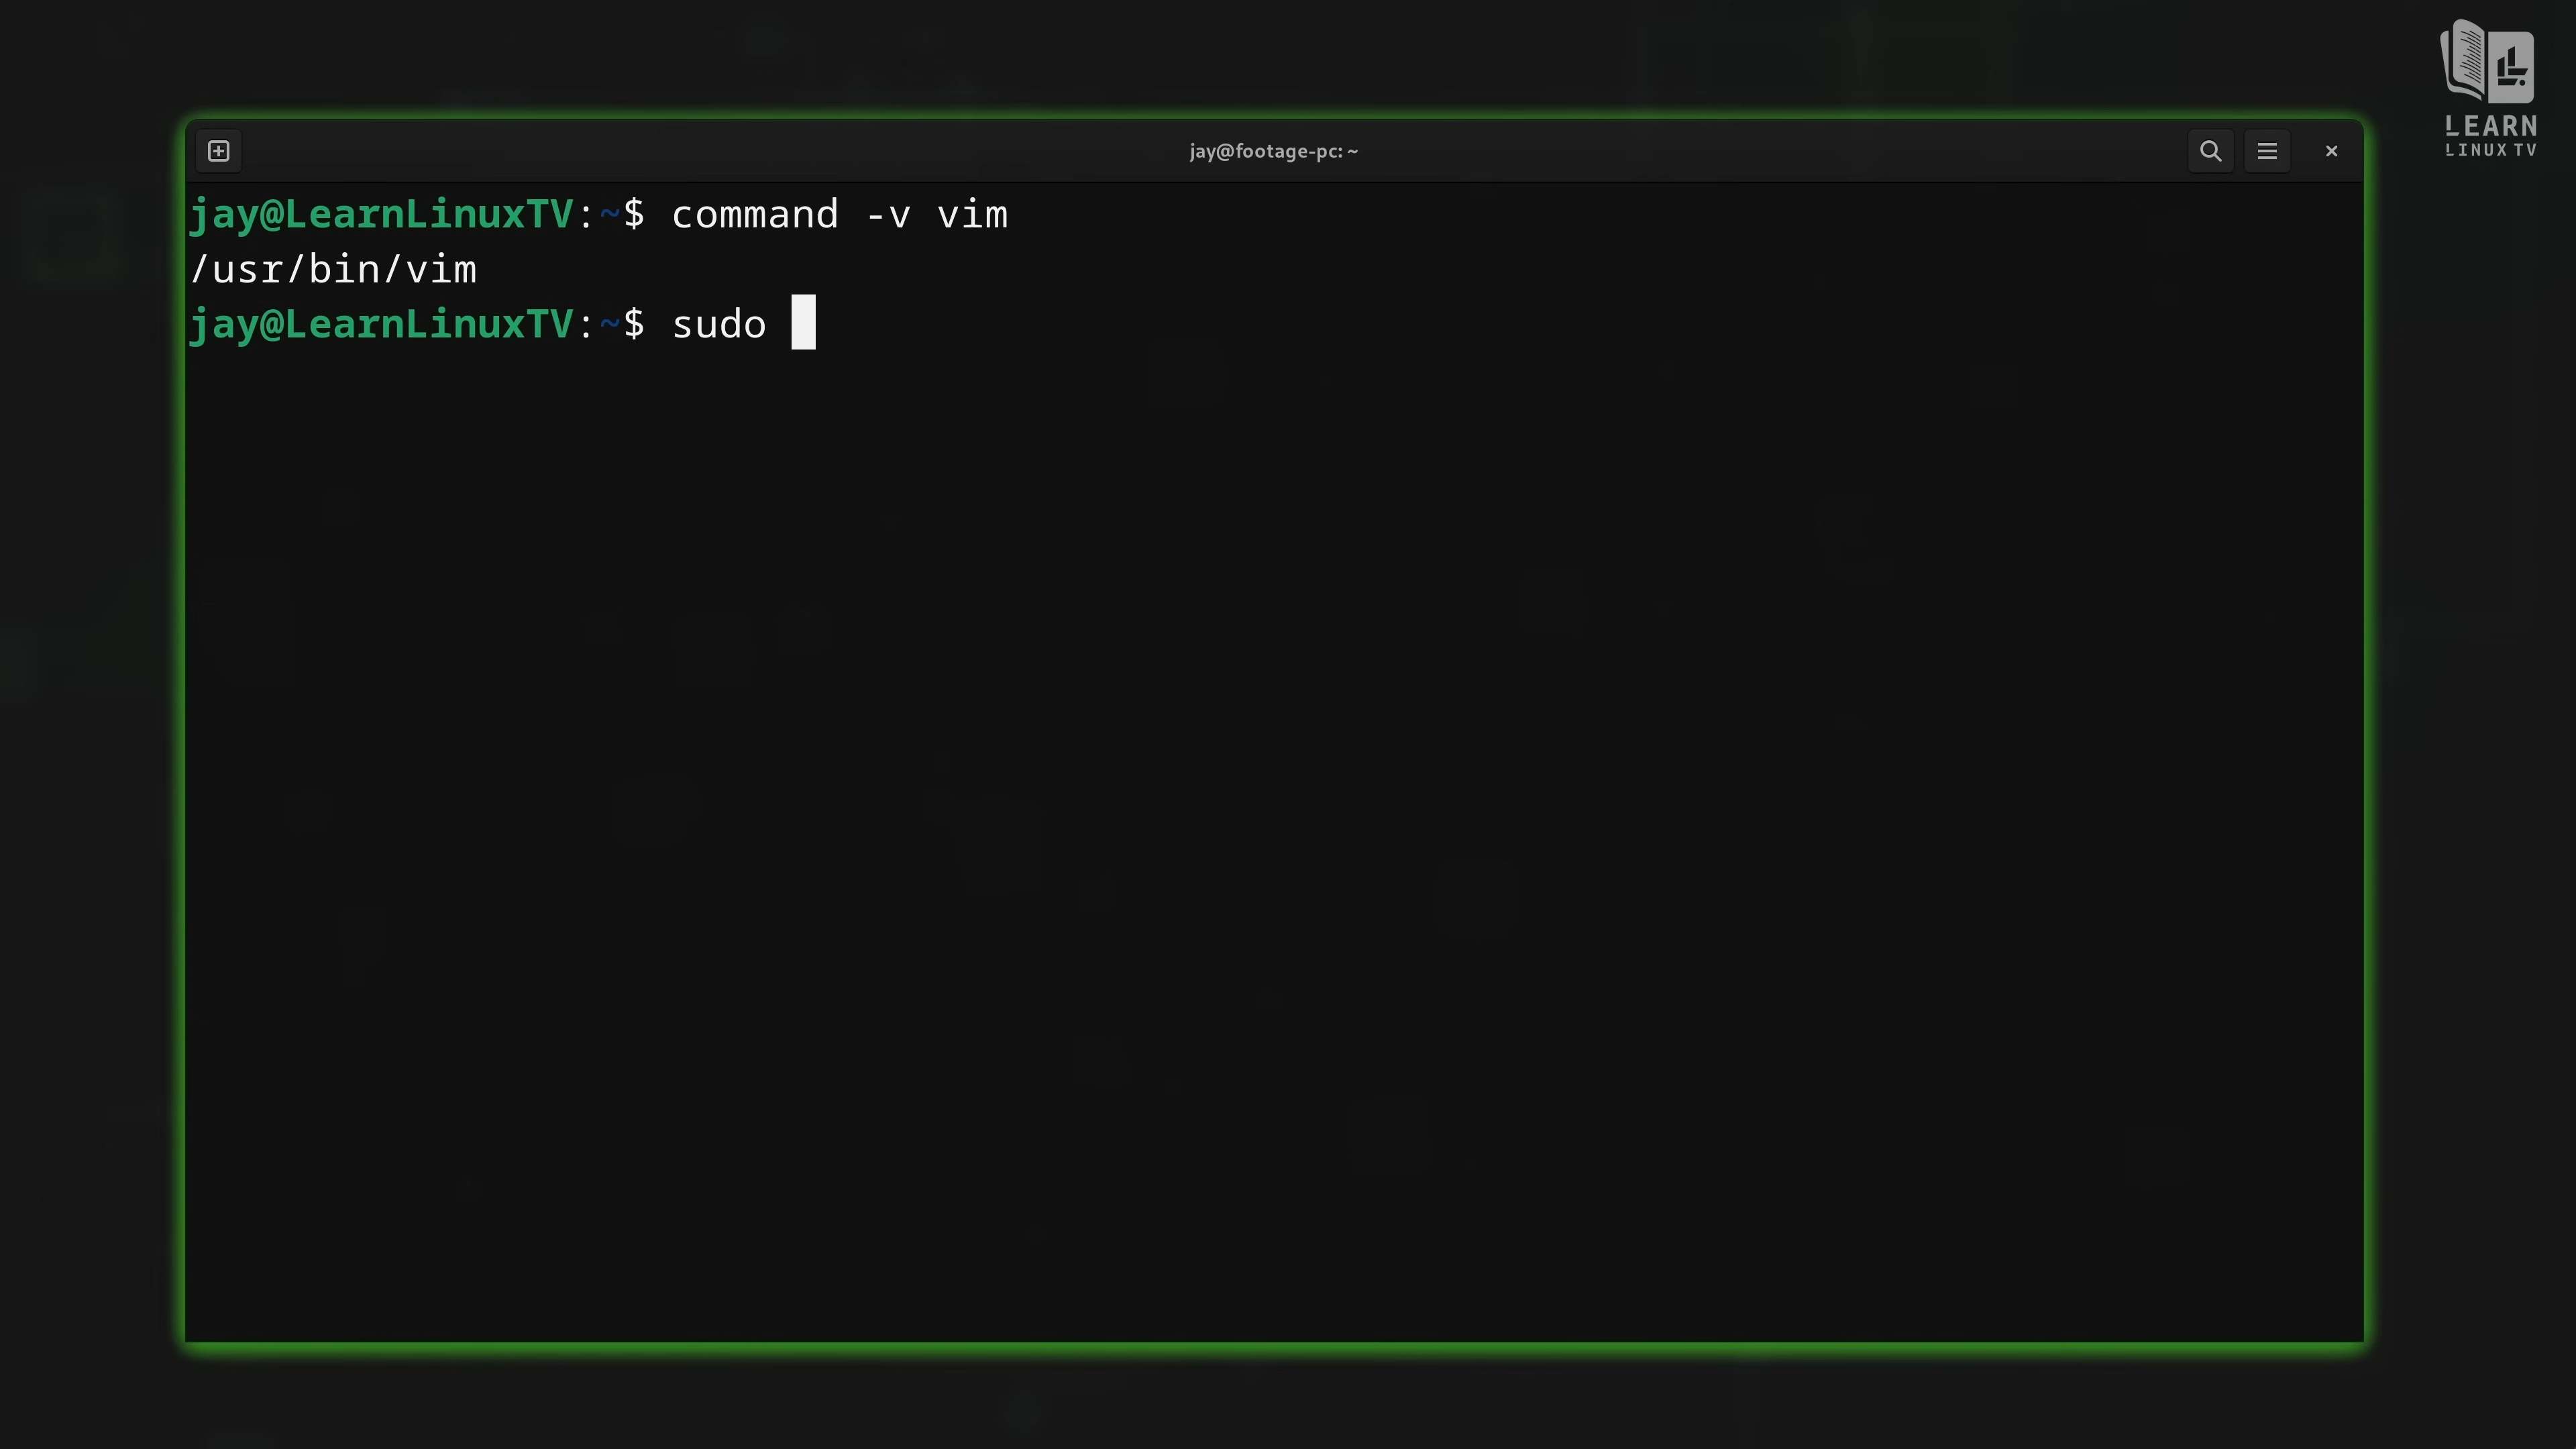 LEARN
LINUX TV
jay@footage-pc: ~
jay@LearnLinuxTV:~$ command -v vim
/usr/bin/vim
jay@LearnLinuxTV:~$ sudo